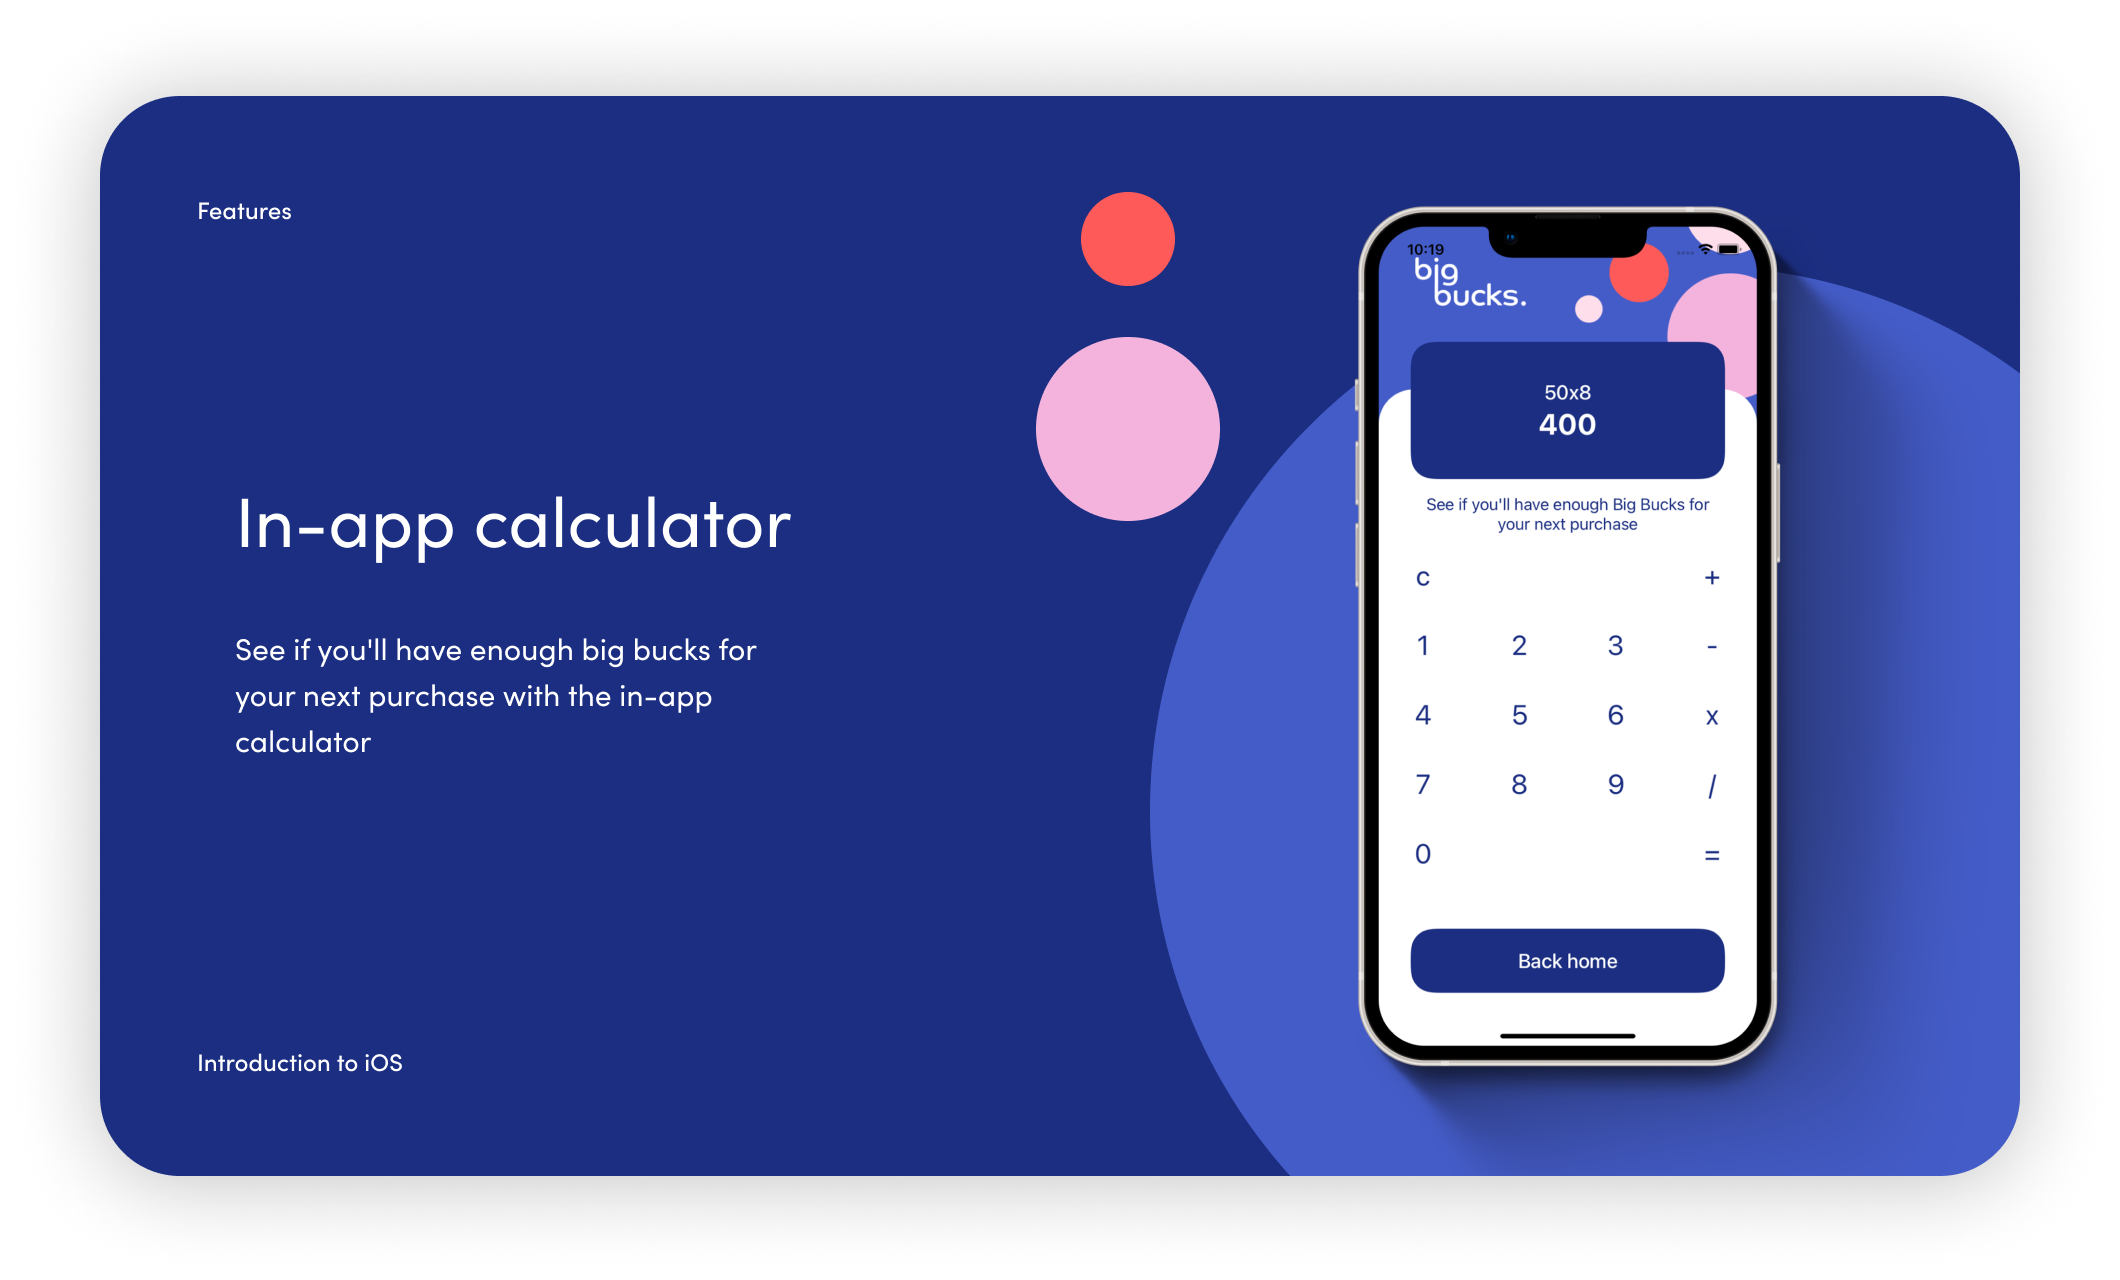 Features
In-app calculator
See if you'll have enough big bucks for
your next purchase with the in-app
calculator
Introduction to iOS
10:19
big
bucks.
50x8
400
See if you'll have enough Big Bucks for
your next purchase
c +
1 2 3 -
4 5 6 x
7 8 9 /
0 =
Back home